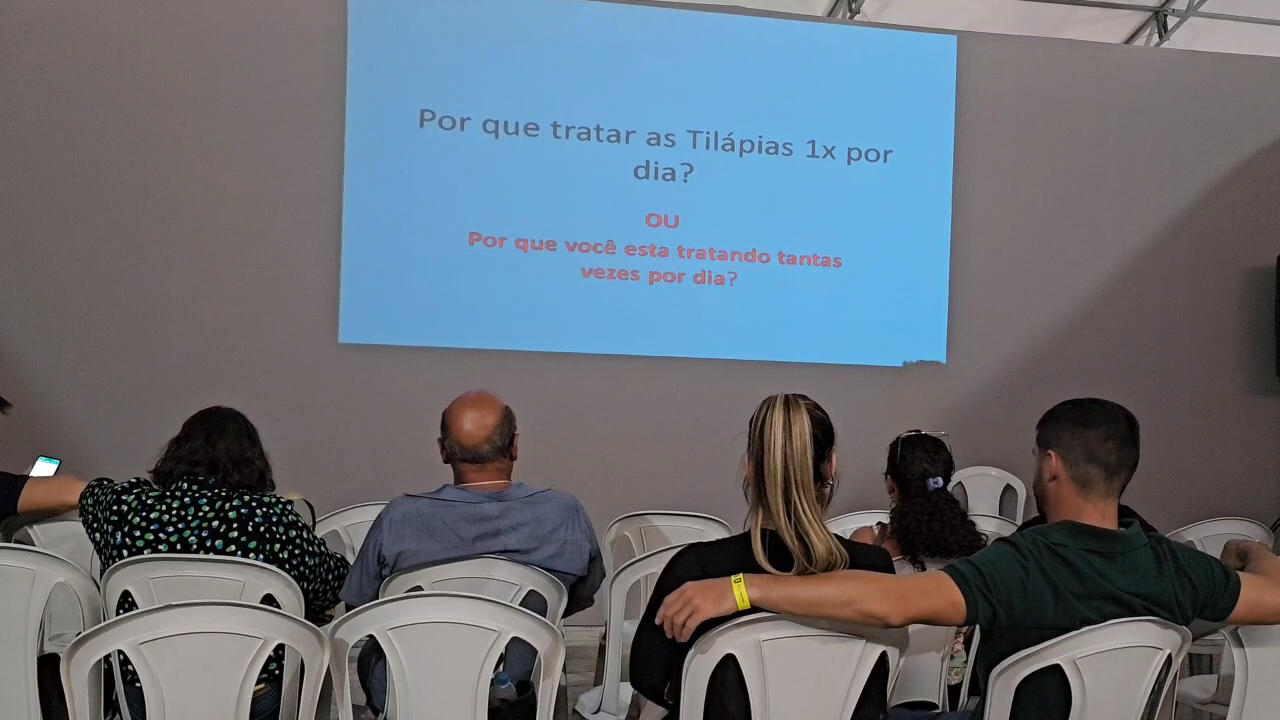 Por que tratar as Tilápias 1x por
dia?
OU
Por que você esta tratando tantas
vezes por dia?